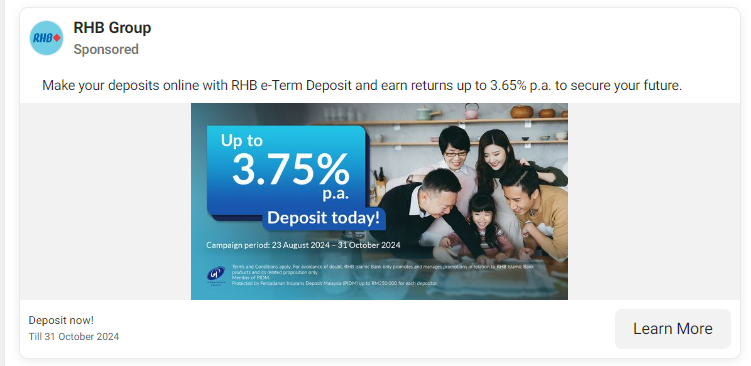 RHB
RHB Group
Sponsored
Make your deposits online with RHB e-Term Deposit and earn returns up to 3.65% p.a. to secure your future.
Up to
3.75%
p.a.
Deposit today!
Campaign period: 23 August 2024 – 31 October 2024
Terms and Conditions apply. For avoidance of doubt, RHB Islamic Bank only promotes and manages promotions in relation to RHB Islamic Bank
products and its related proposition only.
Member of PIDM.
Protected by Perbadanan Insurans Deposit Malaysia (PIDM) up to RM250,000 for each depositor.
Deposit now!
Till 31 October 2024
Learn More